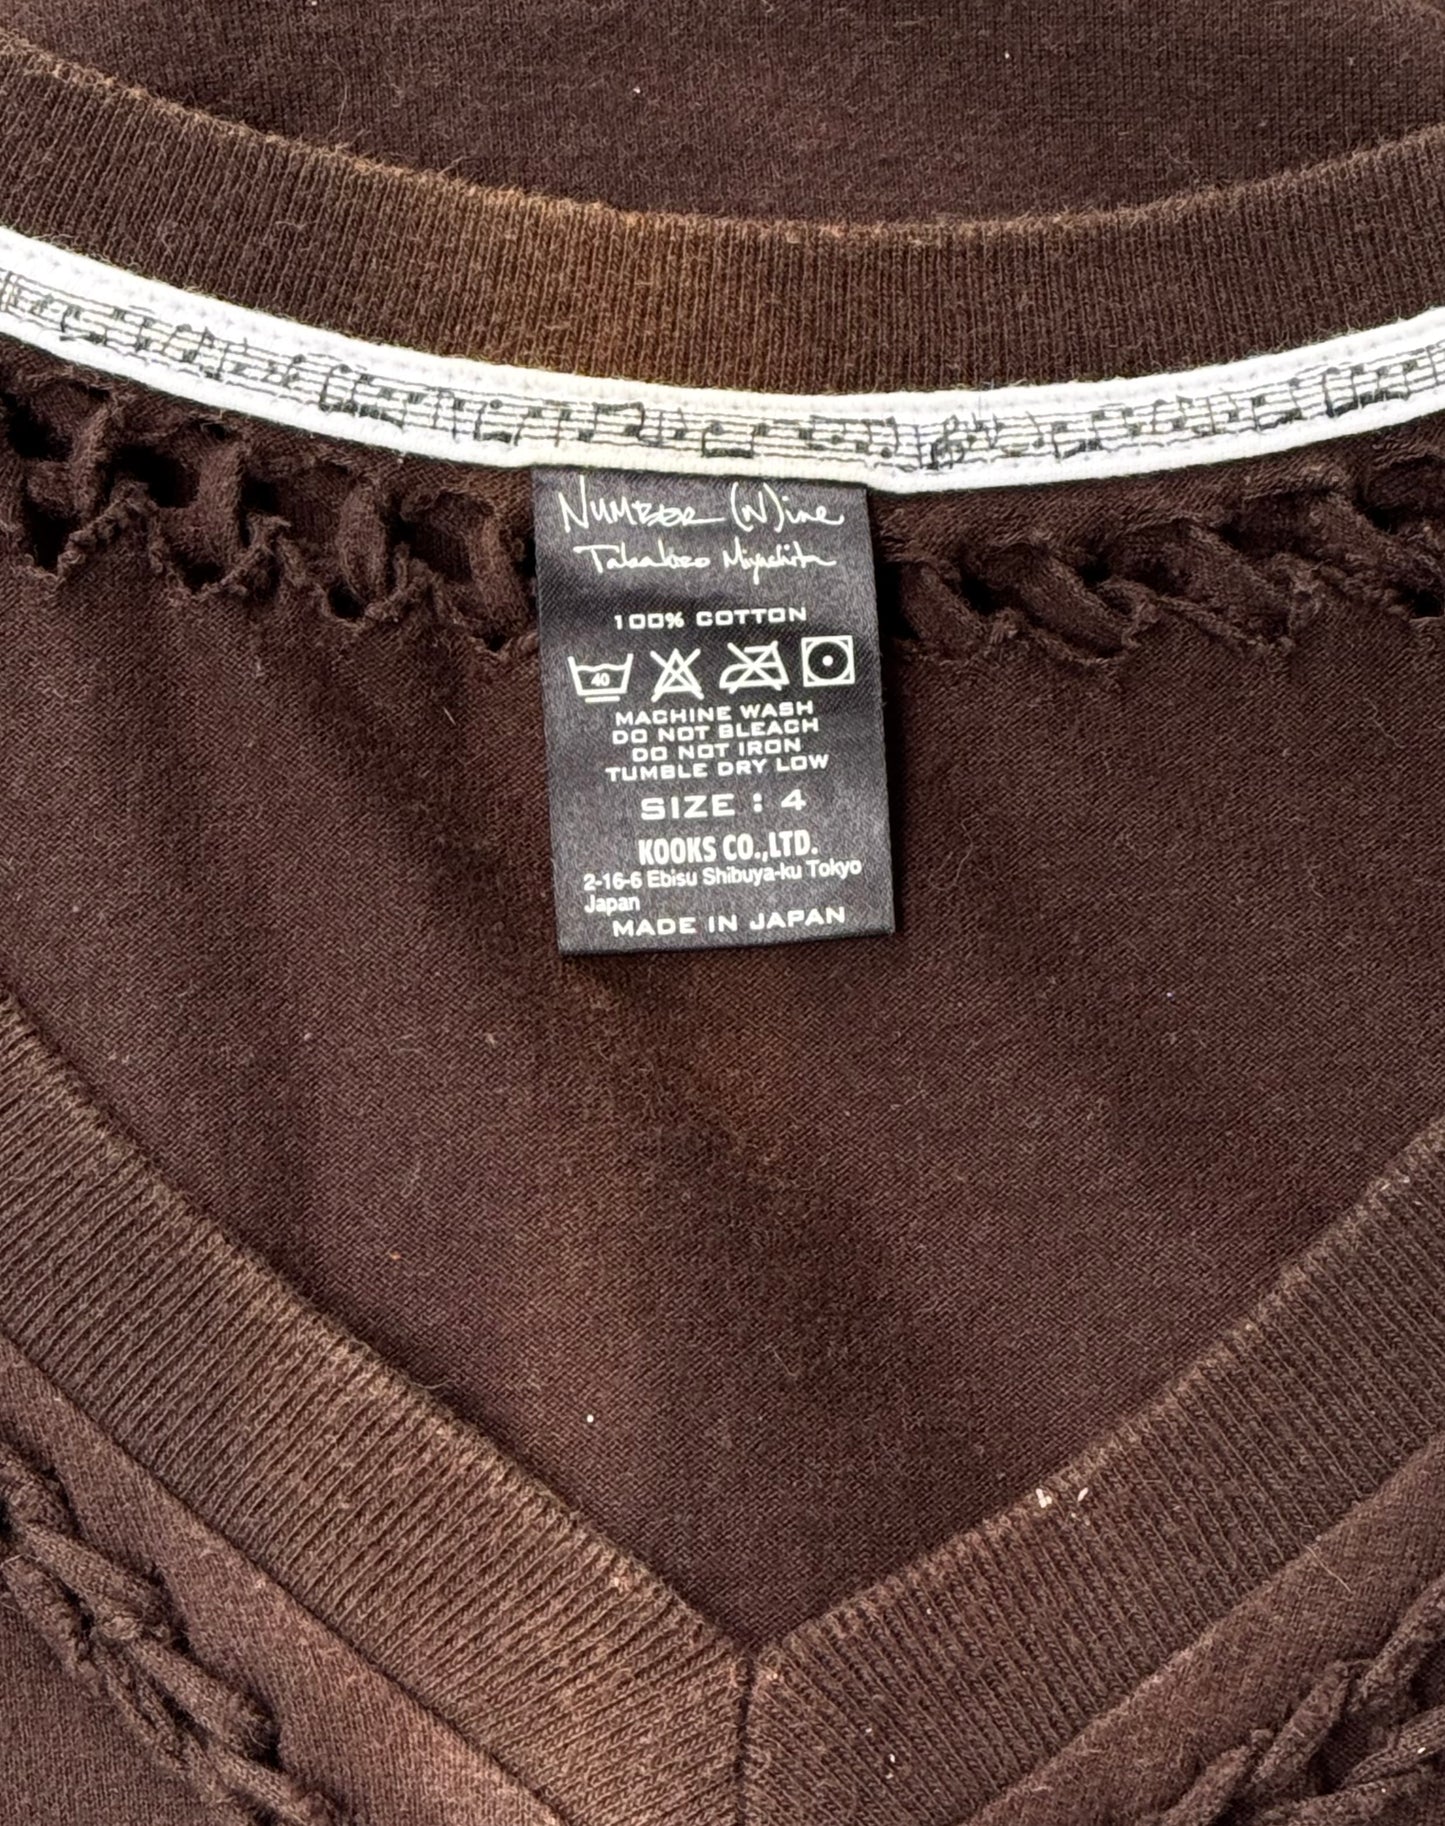 NUMBER (N)ine
Takahiro Miyashita
100% COTTON
40
MACHINE WASH
DO NOT BLEACH
DO NOT IRON
TUMBLE DRY LOW
SIZE : 4
KOOKS CO.,LTD.
2-16-6 Ebisu Shibuya-ku Tokyo
Japan
MADE IN JAPAN